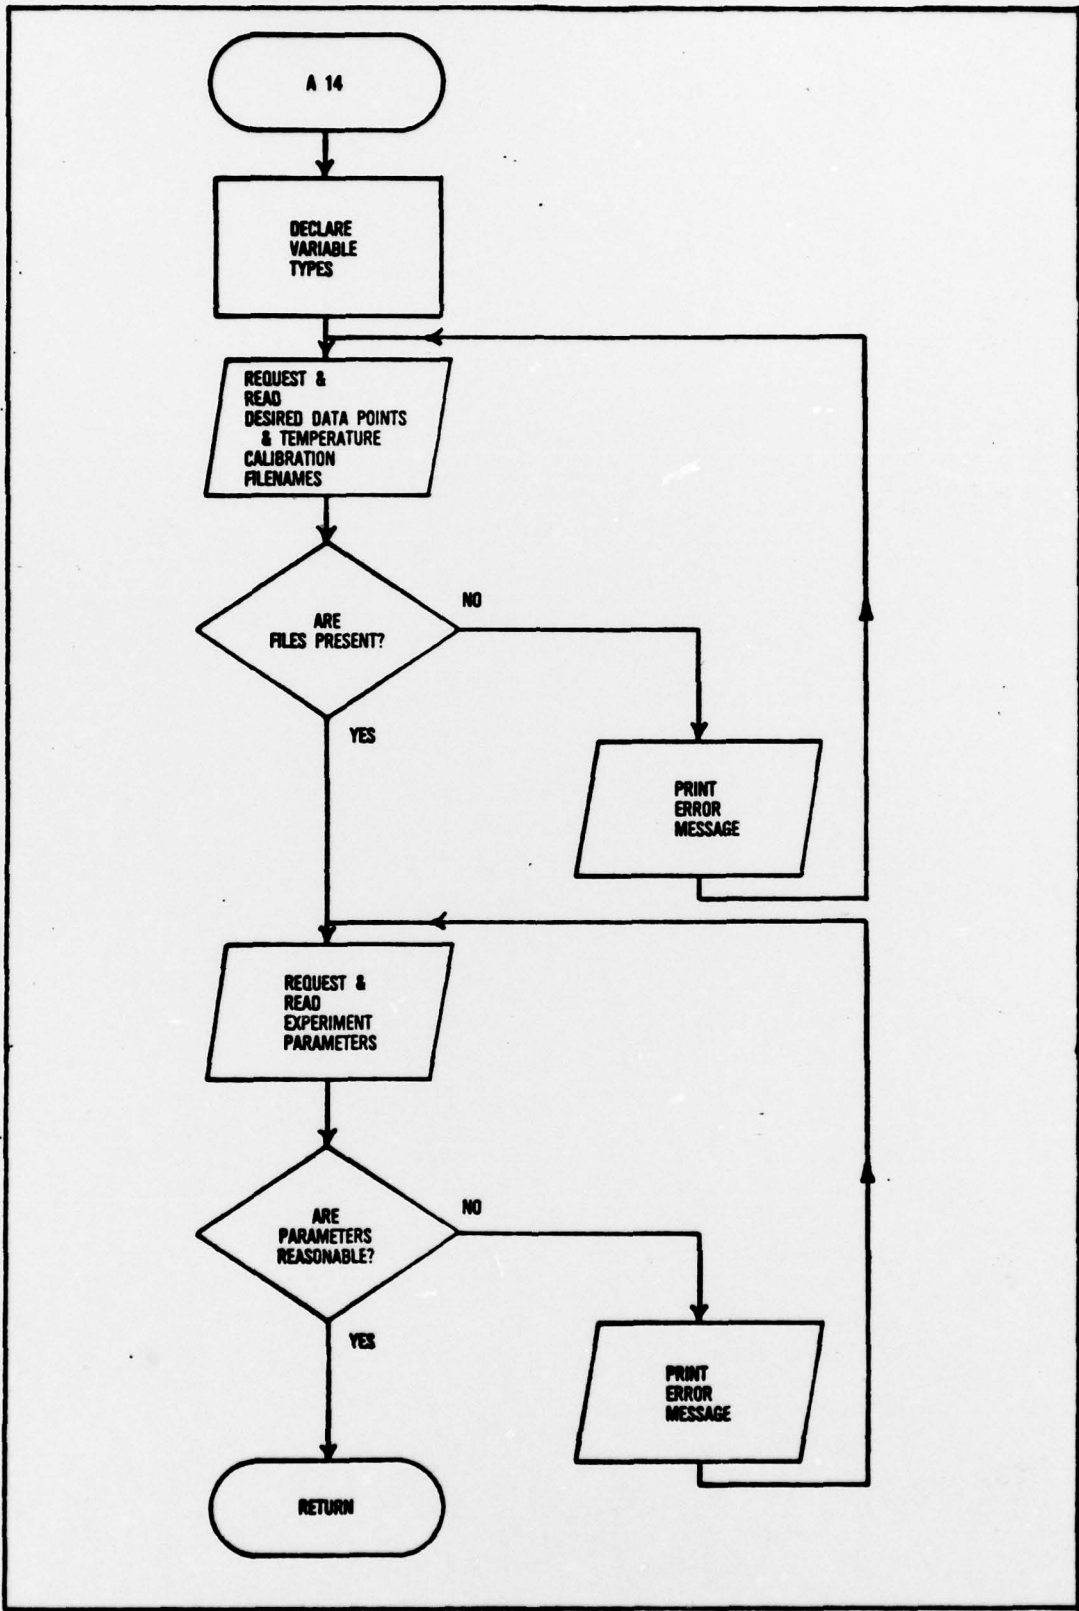 A 14
DECLARE
VARIABLE
TYPES
REQUEST &
READ
DESIRED DATA POINTS
& TEMPERATURE
CALIBRATION
FILENAMES
ARE
FILES PRESENT?
NO
YES
PRINT
ERROR
MESSAGE
REQUEST &
READ
EXPERIMENT
PARAMETERS
ARE
PARAMETERS
REASONABLE?
NO
YES
PRINT
ERROR
MESSAGE
RETURN